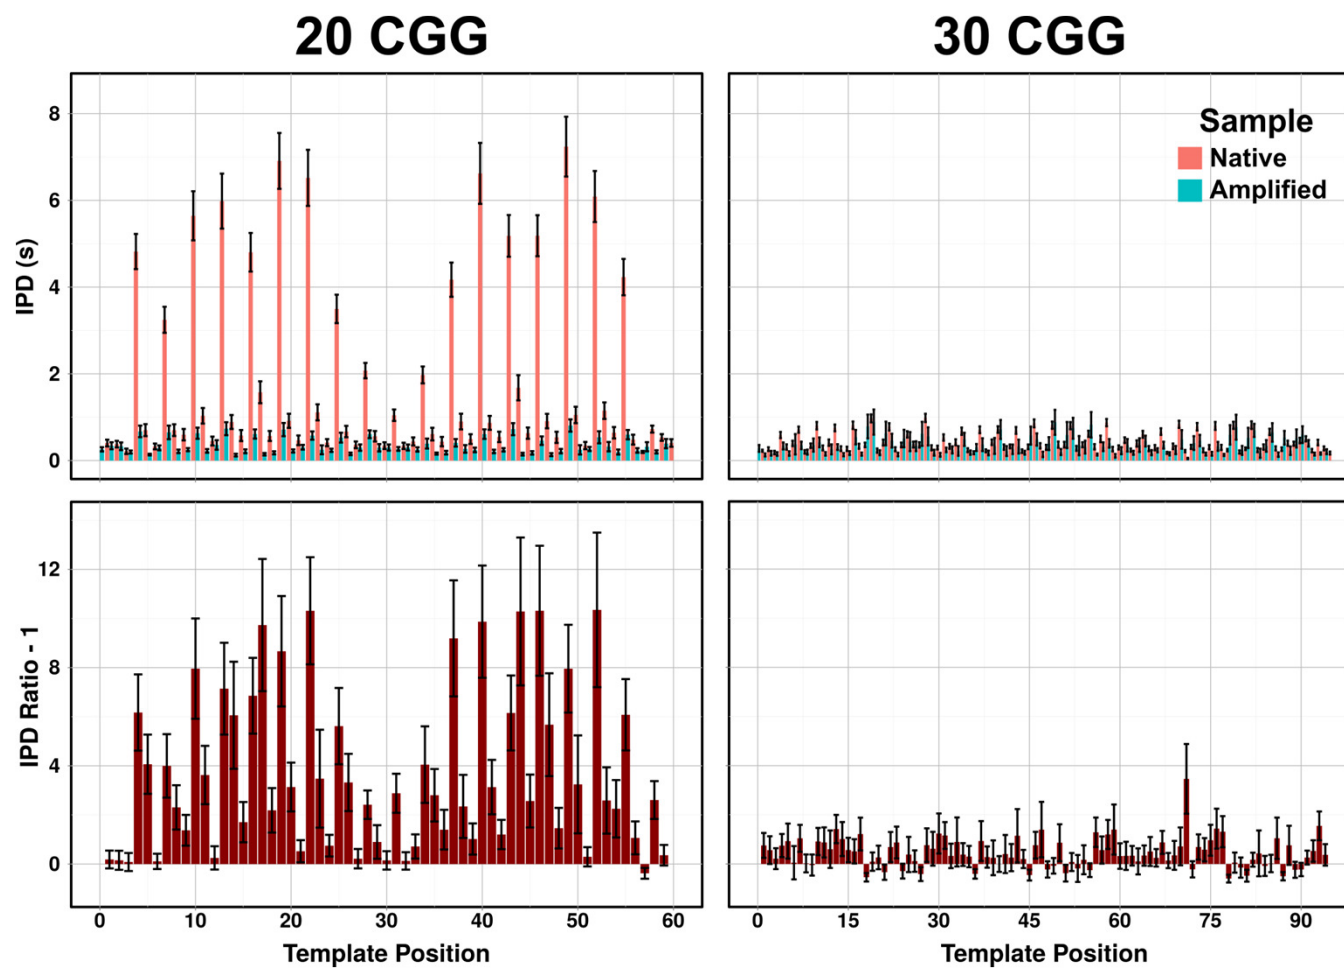 20 CGG
30 CGG
IPD (s)
8
6
4
2
0
Sample
Native
Amplified
IPD Ratio - 1
12
8
4
0
0 10 20 30 40 50 60
0 15 30 45 60 75 90
Template Position
Template Position